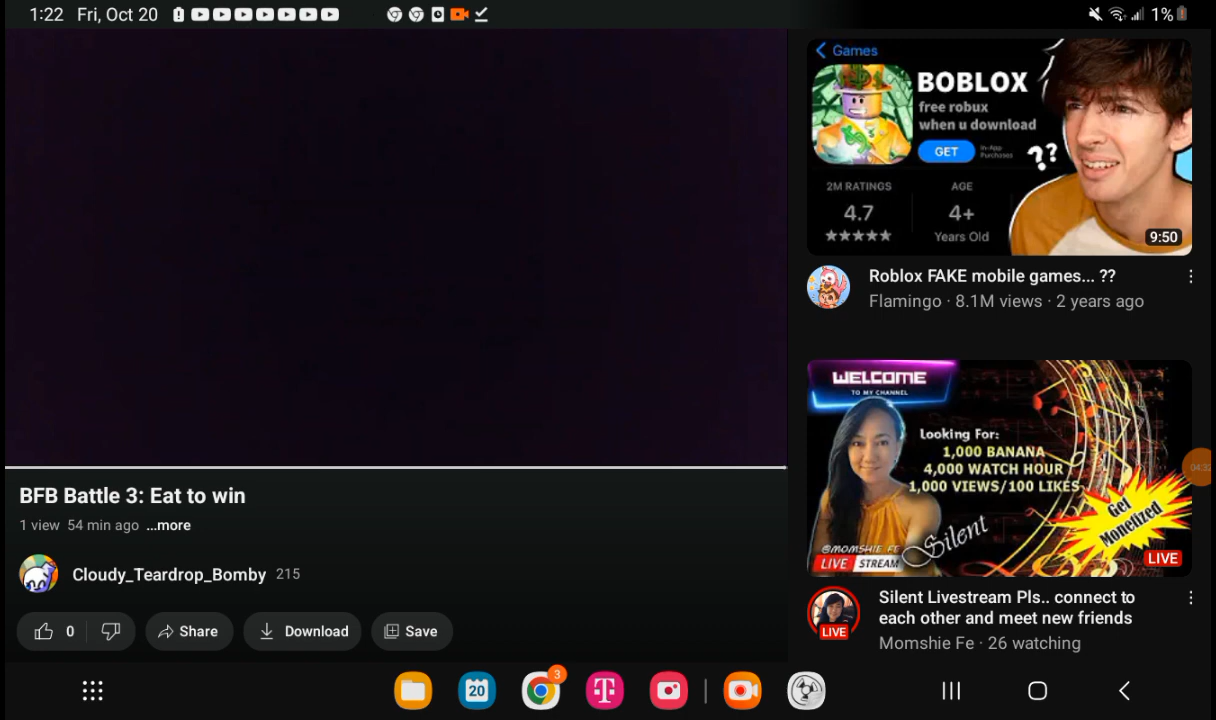 1:22 Fri, Oct 20
1%
Games
BOBLOX
free robux
when u download
GET
In-App
Purchases
??
2M RATINGS
AGE
4.7
4+
★★★★★
Years Old
9:50
Roblox FAKE mobile games... ??
Flamingo · 8.1M views · 2 years ago
WELCOME
TO MY CHANNEL
Looking For:
1,000 BANANA
4,000 WATCH HOUR
1,000 VIEWS/100 LIKES
Get
Monetized
Silent
@MOMSHIE FE
LIVE STREAM
LIVE
Silent Livestream Pls.. connect to
each other and meet new friends
Momshie Fe · 26 watching
LIVE
BFB Battle 3: Eat to win
1 view 54 min ago ...more
Cloudy_Teardrop_Bomby 215
0 Share Download Save
20
3
T